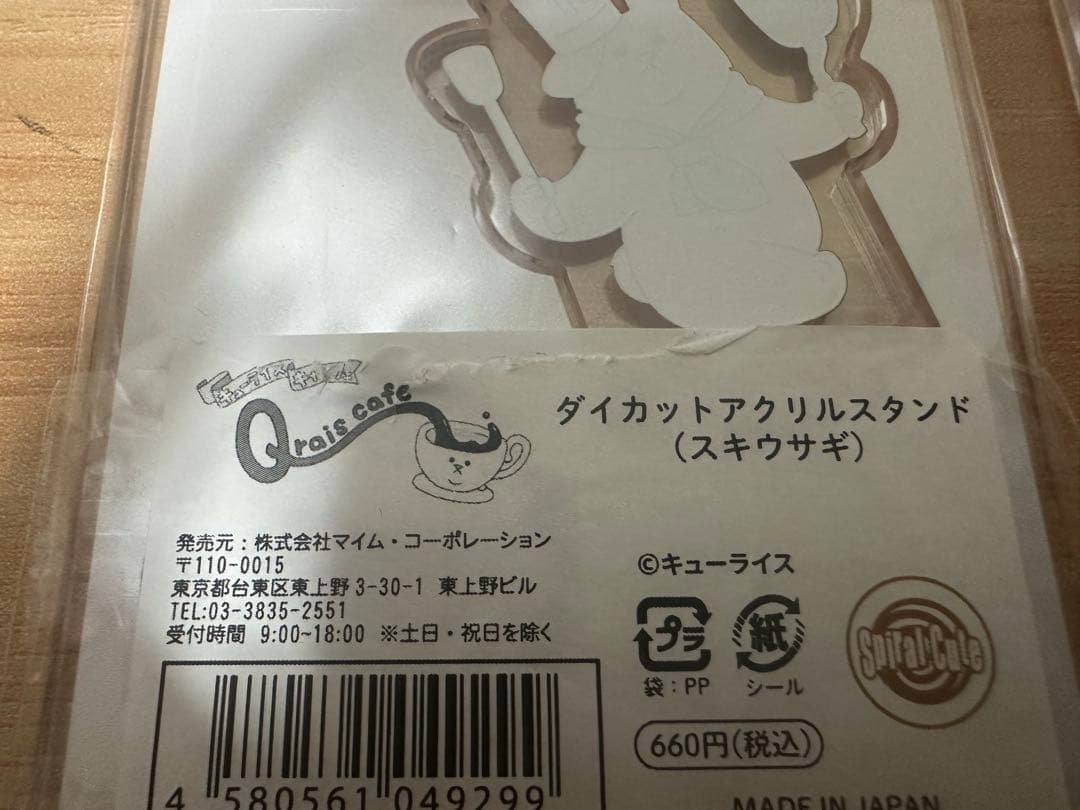 キューライスキャフェ
Qrais cafe
ダイカットアクリルスタンド
(スキウサギ)
発売元:株式会社マイム・コーポレーション
〒110-0015
東京都台東区東上野3-30-1 東上野ビル
TEL:03-3835-2551
受付時間 9:00~18:00 ※土日・祝日を除く
©キューライス
プラ
袋:PP
紙
シール
Spiral Cute
660円(税込)
4 580561 049299
MADE IN JAPAN